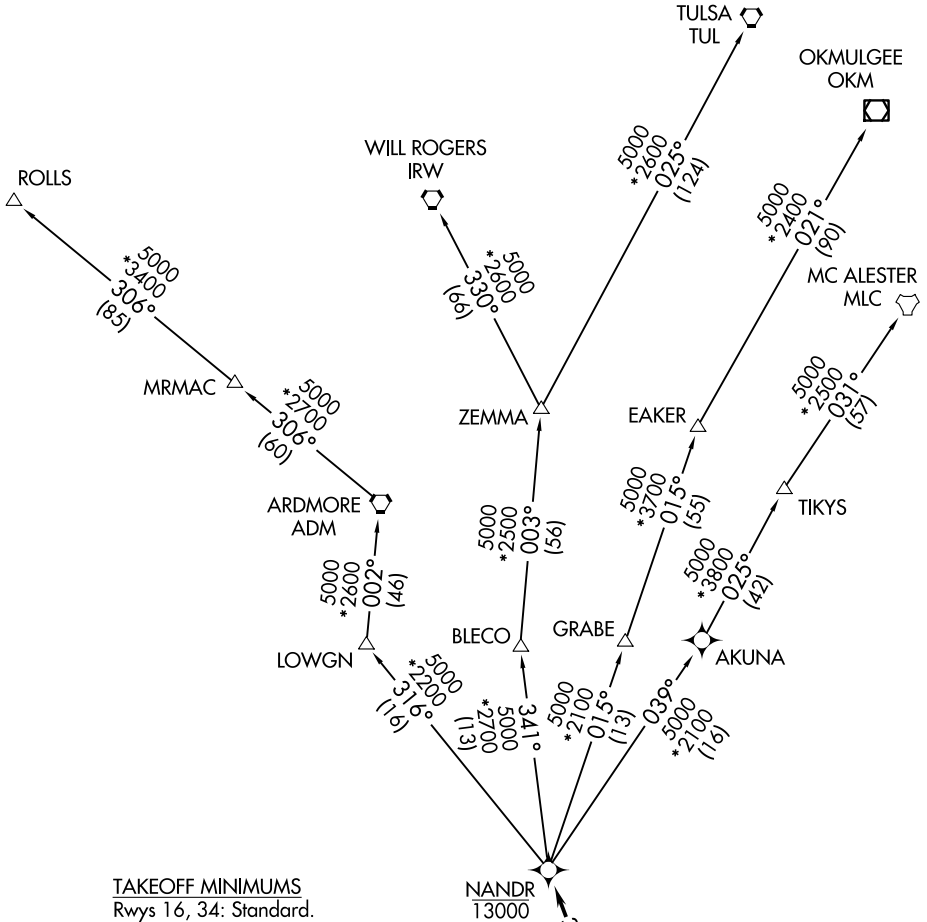 TULSA
TUL
OKMULGEE
OKM
WILL ROGERS
IRW
ROLLS
5000
*2600
025°
(124)
5000
*2400
021°
(90)
5000
*3400
306°
(85)
5000
*2600
330°
(66)
MC ALESTER
MLC
MRMAC
5000
*2700
306°
(60)
ZEMMA
EAKER
5000
*2500
031°
(57)
ARDMORE
ADM
5000
*2500
003°
(56)
5000
*3700
015°
(55)
TIKYS
5000
*2600
002°
(46)
5000
*3800
025°
(42)
LOWGN
BLECO
GRABE
AKUNA
5000
*2200
316°
(16)
341°
5000
*2700
(13)
5000
*2100
015°
(13)
039°
5000
*2100
(16)
NANDR
13000
TAKEOFF MINIMUMS
Rwys 16, 34: Standard.